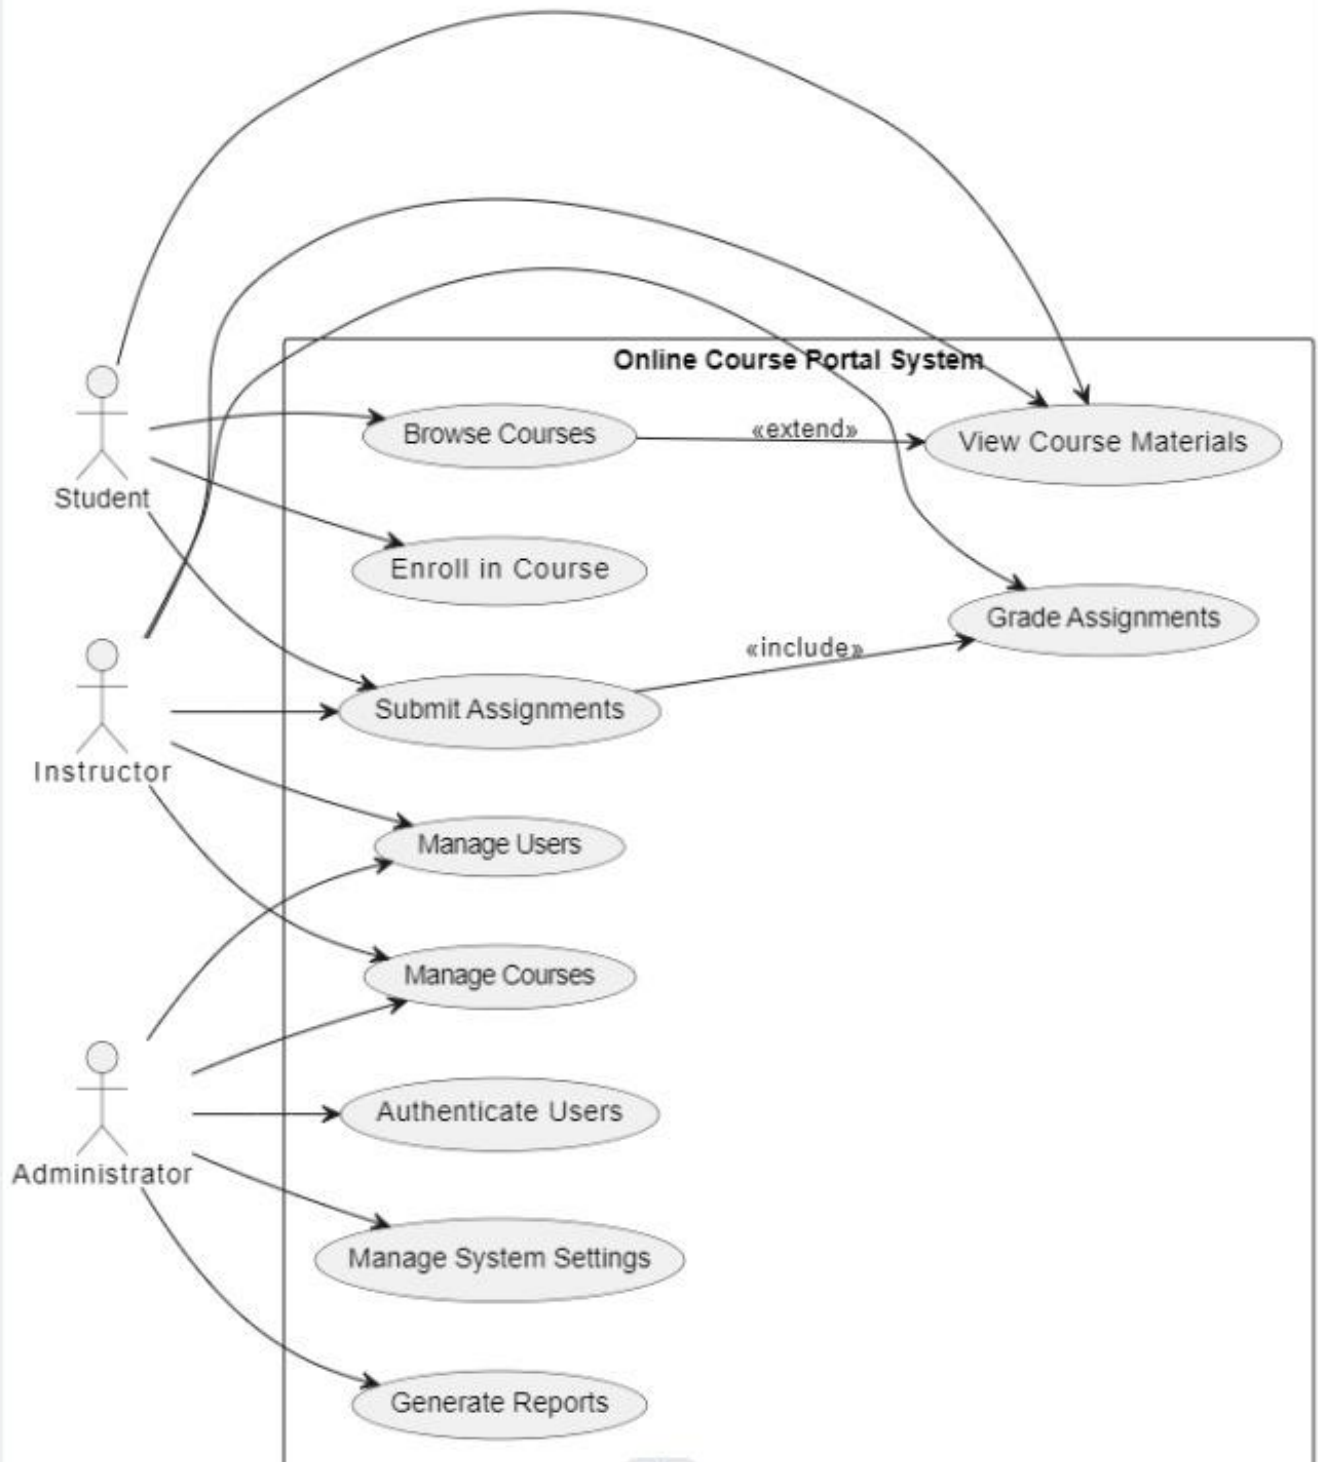 Online Course Portal System
Browse Courses
«extend»
View Course Materials
Student
Enroll in Course
Grade Assignments
«include»
Submit Assignments
Instructor
Manage Users
Manage Courses
Authenticate Users
Administrator
Manage System Settings
Generate Reports